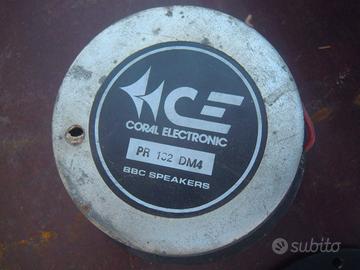 CE
CORAL ELECTRONIC
PR 102 DM4
BBC SPEAKERS
subito